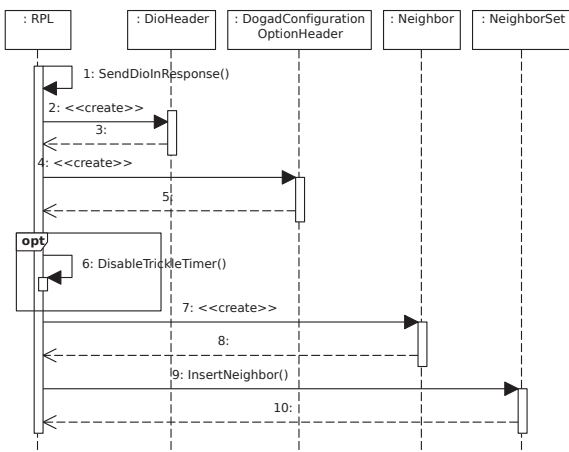 : RPL
: DioHeader
: DogadConfiguration
OptionHeader
: Neighbor
: NeighborSet
1: SendDioInResponse()
2: <<create>>
3:
4: <<create>>
5:
opt
6: DisableTrickleTimer()
7: <<create>>
8:
9: InsertNeighbor()
10: